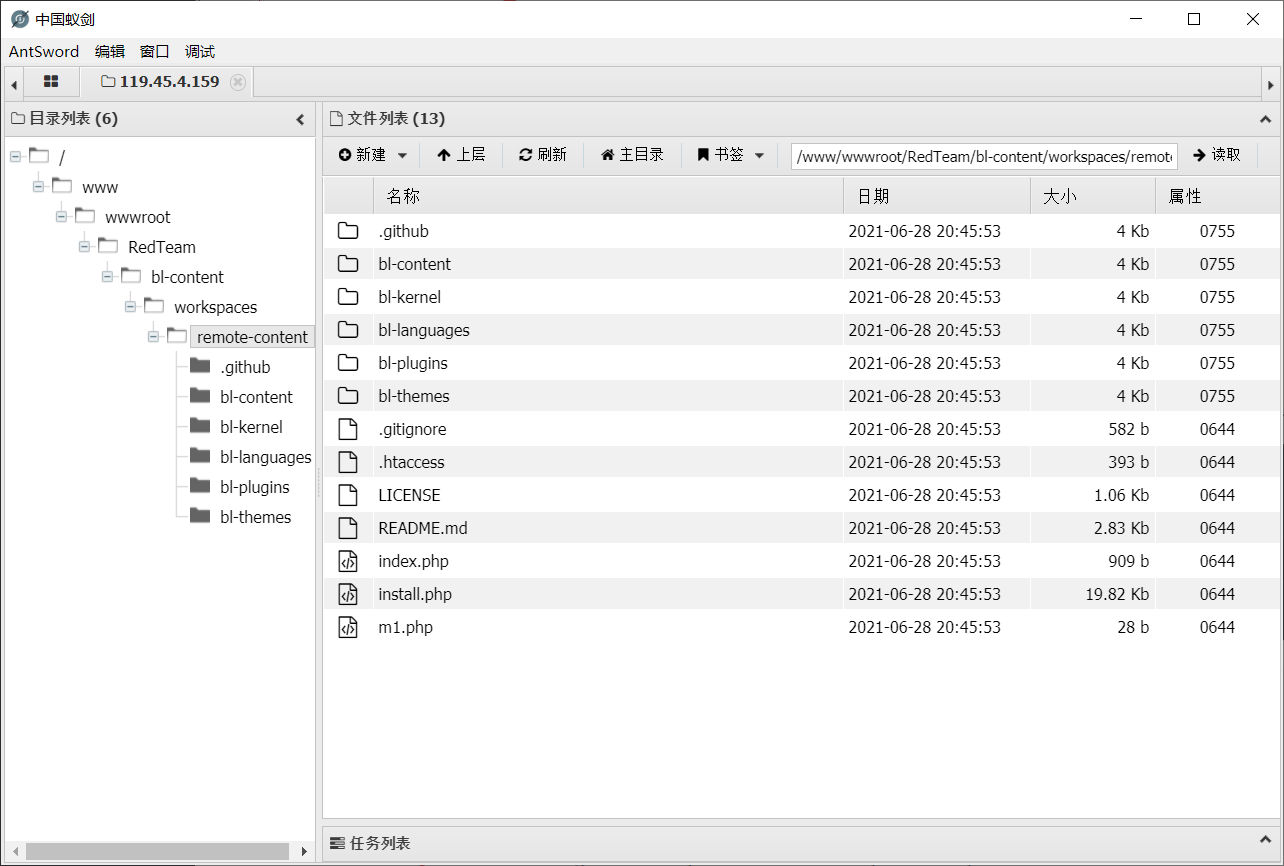 中国蚁剑
AntSword 编辑 窗口 调试
119.45.4.159
目录列表 (6)
/
www
wwwroot
RedTeam
bl-content
workspaces
remote-content
.github
bl-content
bl-kernel
bl-languages
bl-plugins
bl-themes
文件列表 (13)
新建 上层 刷新 主目录 书签 /www/wwwroot/RedTeam/bl-content/workspaces/remote 读取
名称 日期 大小 属性
.github 2021-06-28 20:45:53 4 Kb 0755
bl-content 2021-06-28 20:45:53 4 Kb 0755
bl-kernel 2021-06-28 20:45:53 4 Kb 0755
bl-languages 2021-06-28 20:45:53 4 Kb 0755
bl-plugins 2021-06-28 20:45:53 4 Kb 0755
bl-themes 2021-06-28 20:45:53 4 Kb 0755
.gitignore 2021-06-28 20:45:53 582 b 0644
.htaccess 2021-06-28 20:45:53 393 b 0644
LICENSE 2021-06-28 20:45:53 1.06 Kb 0644
README.md 2021-06-28 20:45:53 2.83 Kb 0644
index.php 2021-06-28 20:45:53 909 b 0644
install.php 2021-06-28 20:45:53 19.82 Kb 0644
m1.php 2021-06-28 20:45:53 28 b 0644
任务列表